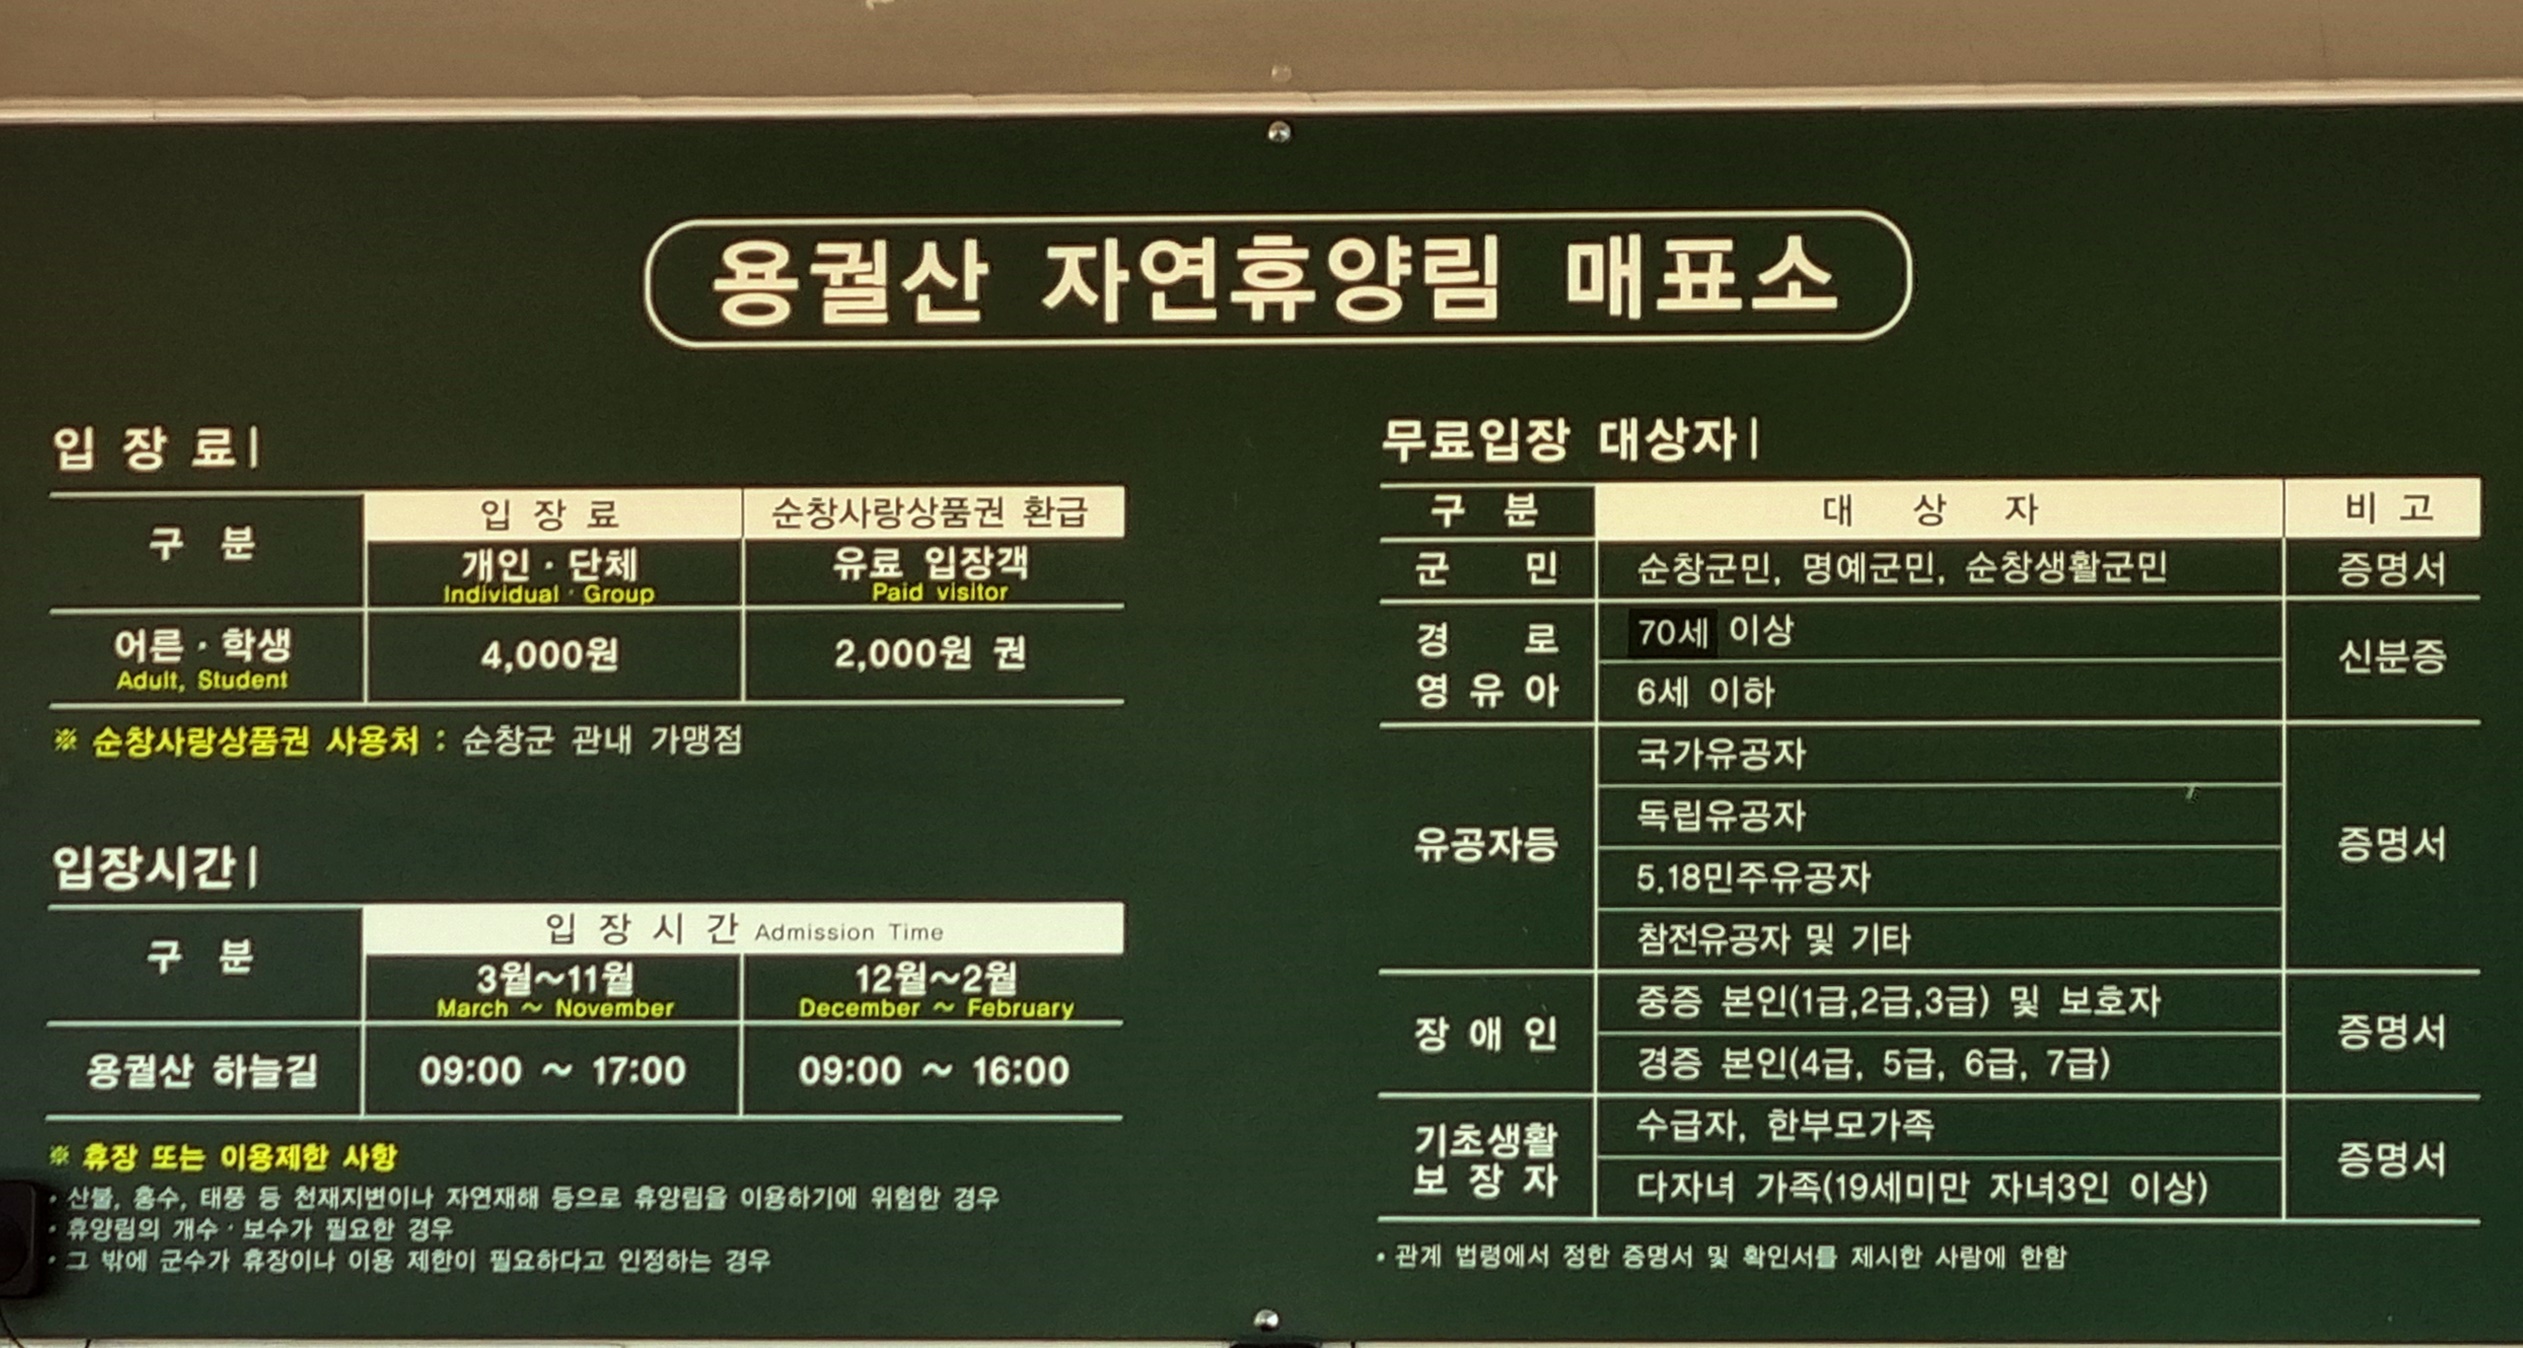 용궐산 자연휴양림 매표소
입 장 료|
구 분
입 장 료
순창사랑상품권 환급
개인 · 단체
Individual · Group
유료 입장객
Paid visitor
어른 · 학생
Adult, Student
4,000원
2,000원 권
※ 순창사랑상품권 사용처 : 순창군 관내 가맹점
입장시간|
구 분
입 장 시 간 Admission Time
3월~11월
March ~ November
12월~2월
December ~ February
용궐산 하늘길
09:00 ~ 17:00
09:00 ~ 16:00
※ 휴장 또는 이용제한 사항
• 산불, 홍수, 태풍 등 천재지변이나 자연재해 등으로 휴양림을 이용하기에 위험한 경우
• 휴양림의 개수 · 보수가 필요한 경우
• 그 밖에 군수가 휴장이나 이용 제한이 필요하다고 인정하는 경우
무료입장 대상자|
구 분
대 상 자
비 고
군 민
순창군민, 명예군민, 순창생활군민
증명서
경 로
70세 이상
신분증
영 유 아
6세 이하
유공자등
국가유공자
독립유공자
5.18민주유공자
참전유공자 및 기타
증명서
장 애 인
중증 본인(1급,2급,3급) 및 보호자
경증 본인(4급, 5급, 6급, 7급)
증명서
기초생활
보 장 자
수급자, 한부모가족
다자녀 가족(19세미만 자녀3인 이상)
증명서
• 관계 법령에서 정한 증명서 및 확인서를 제시한 사람에 한함